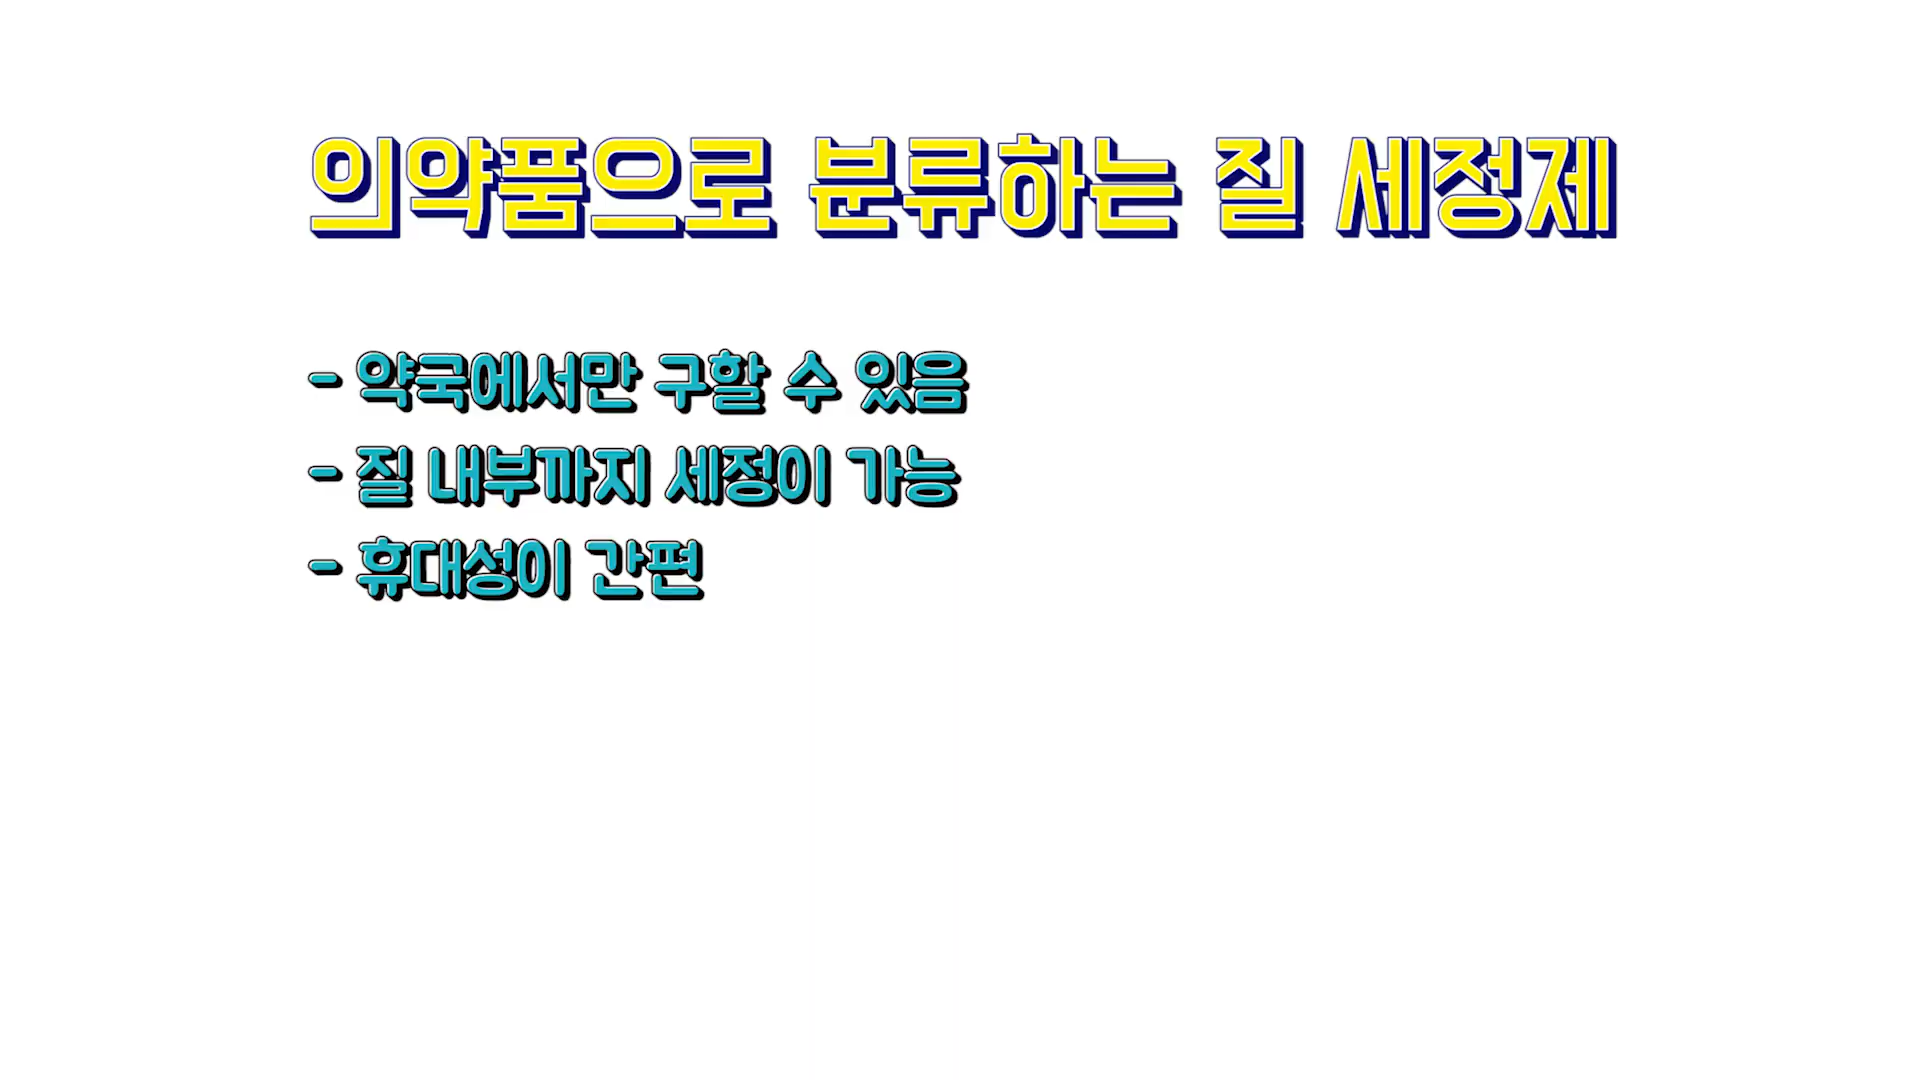 의약품으로 분류하는 질 세정제
- 약국에서만 구할 수 있음
- 질 내부까지 세정이 가능
- 휴대성이 간편